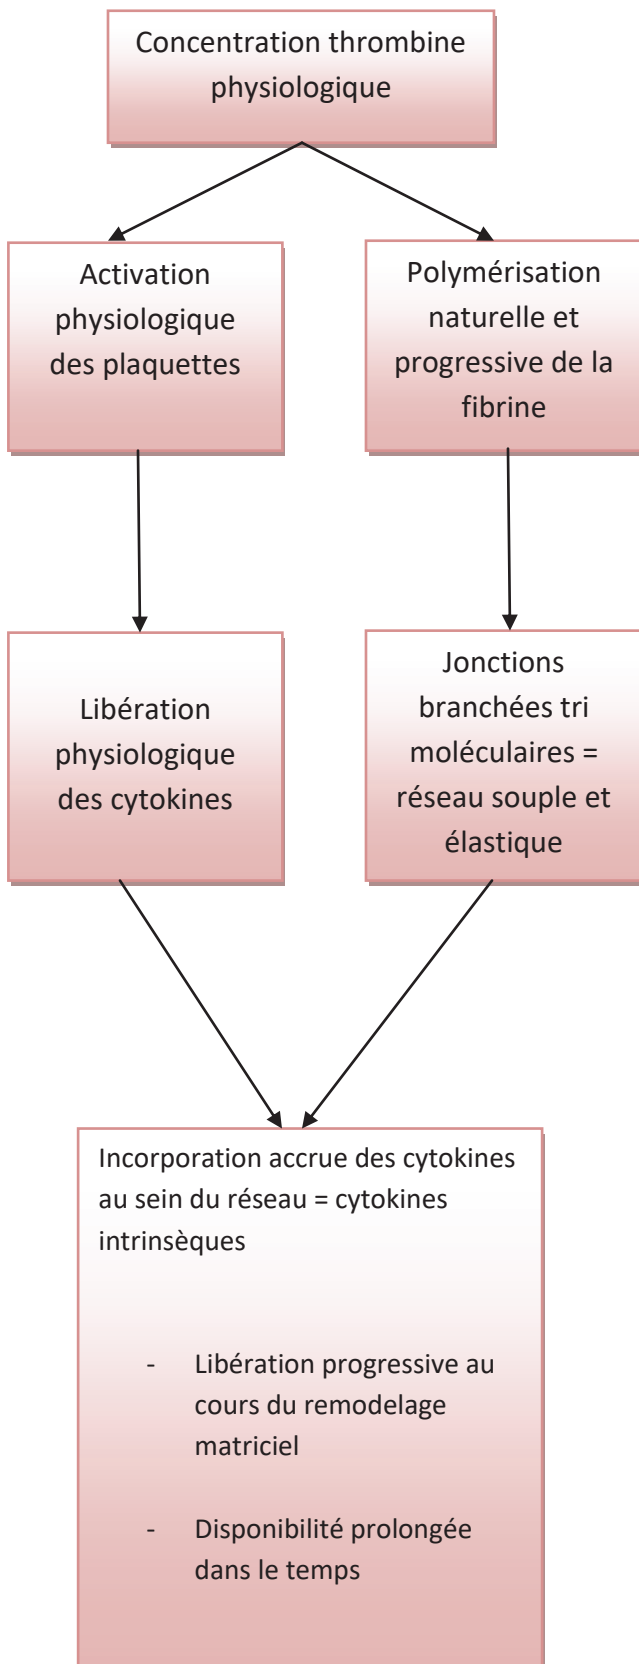 Concentration thrombine
physiologique
Activation
physiologique
des plaquettes
Polymérisation
naturelle et
progressive de la
fibrine
Libération
physiologique
des cytokines
Jonctions
branchées tri
moléculaires =
réseau souple et
élastique
Incorporation accrue des cytokines
au sein du réseau = cytokines
intrinsèques
- Libération progressive au
cours du remodelage
matriciel
- Disponibilité prolongée
dans le temps